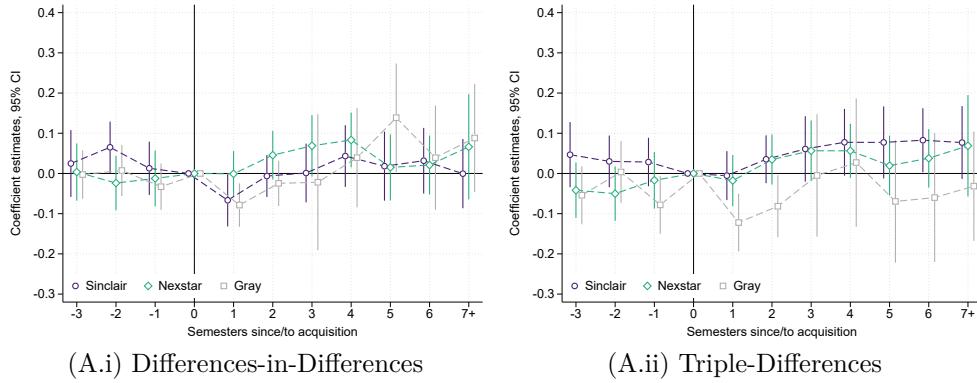 0.4
0.3
0.2
0.1
0.0
-0.1
-0.2
-0.3
Coefficient estimates, 95% CI
Sinclair Nexstar Gray
-3 -2 -1 0 1 2 3 4 5 6 7+
Semesters since/to acquisition
(A.i) Differences-in-Differences
0.4
0.3
0.2
0.1
0.0
-0.1
-0.2
-0.3
Coefficient estimates, 95% CI
Sinclair Nexstar Gray
-3 -2 -1 0 1 2 3 4 5 6 7+
Semesters since/to acquisition
(A.ii) Triple-Differences